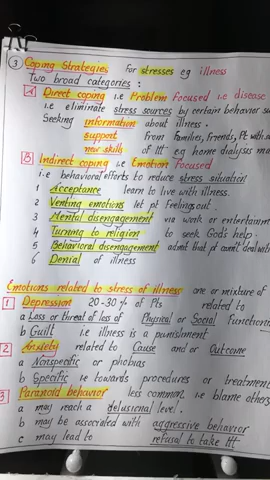 ③ Coping Strategies for stresses eg illness
Two broad categories:
A Direct coping i.e Problem Focused i.e disease
i.e eliminate stress sources by certain behavior su
Seeking information about illness.
support from Families, friends, Pt with
new skills of ttt eg home dialysis ma
B Indirect coping i.e Emotion Focused
i.e behavioral efforts to reduce stress situation
1 Acceptance learn to live with illness.
2 Venting emotions let pt Feelings out.
3 Mental disengagement via work or entertainm
4 Turning to religion to seek God's help.
5 Behavioral disengagement admit that pt cannot deal with
6 Denial of illness
Emotions related to stress of illness one or mixture of
1 Depression 20-30% of Pts related to
a Loss or threat of loss of Physical or Social function
b Guilt i.e illness is a punishment
2 Anxiety related to Cause and/or Outcome
a Nonspecific or phobias
b Specific i.e towards procedures or treatmen
3 Paranoid behavior less common i.e blame others
a may reach a delusional level.
b may be associated with aggressive behavior
c may lead to refusal to take ttt